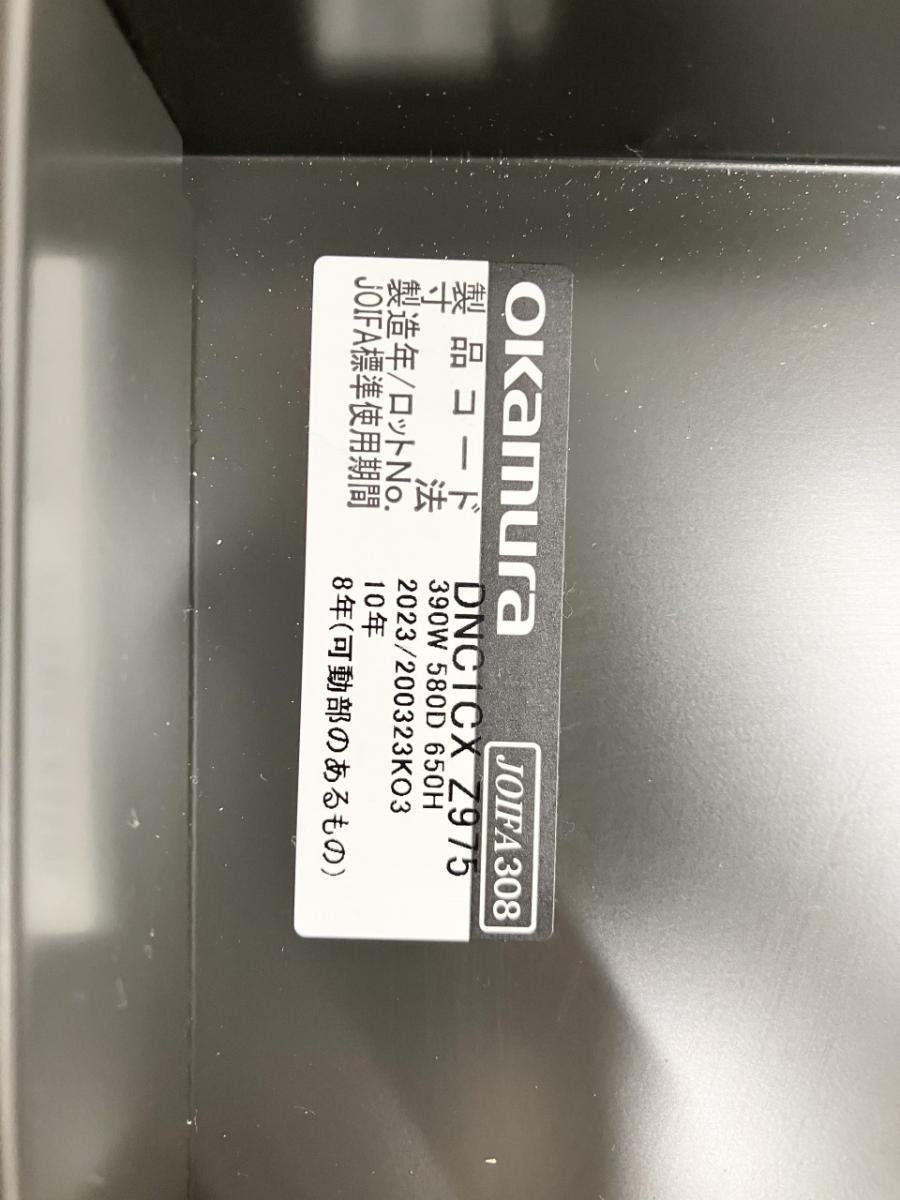 okamura JOIFA308
製品コード DNC1CX Z975
寸法 390W 580D 650H
製造年/ロットNo. 2023/200323K03
JOIFA標準使用期間 10年
8年(可動部のあるもの)